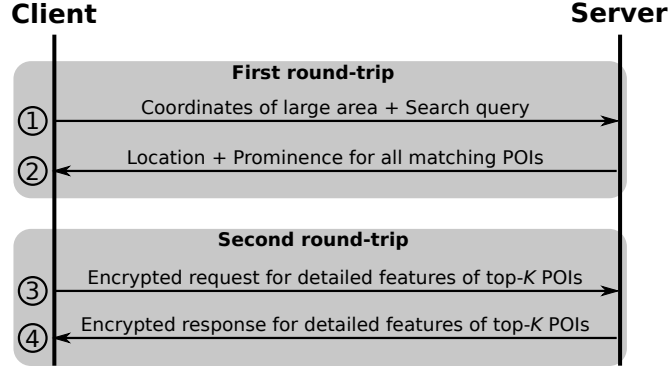 Client Server
First round-trip
① Coordinates of large area + Search query
② Location + Prominence for all matching POIs
Second round-trip
③ Encrypted request for detailed features of top-K POIs
④ Encrypted response for detailed features of top-K POIs